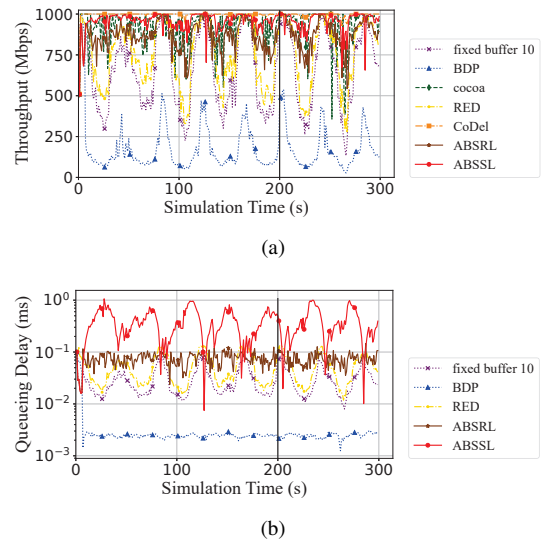 1000
750
500
250
0
0
100
200
300
Throughput (Mbps)
Simulation Time (s)
fixed buffer 10
BDP
cocoa
RED
CoDel
ABSRL
ABSSL
(a)
10⁰
10⁻¹
10⁻²
10⁻³
0
100
200
300
Queueing Delay (ms)
Simulation Time (s)
fixed buffer 10
BDP
RED
ABSRL
ABSSL
(b)